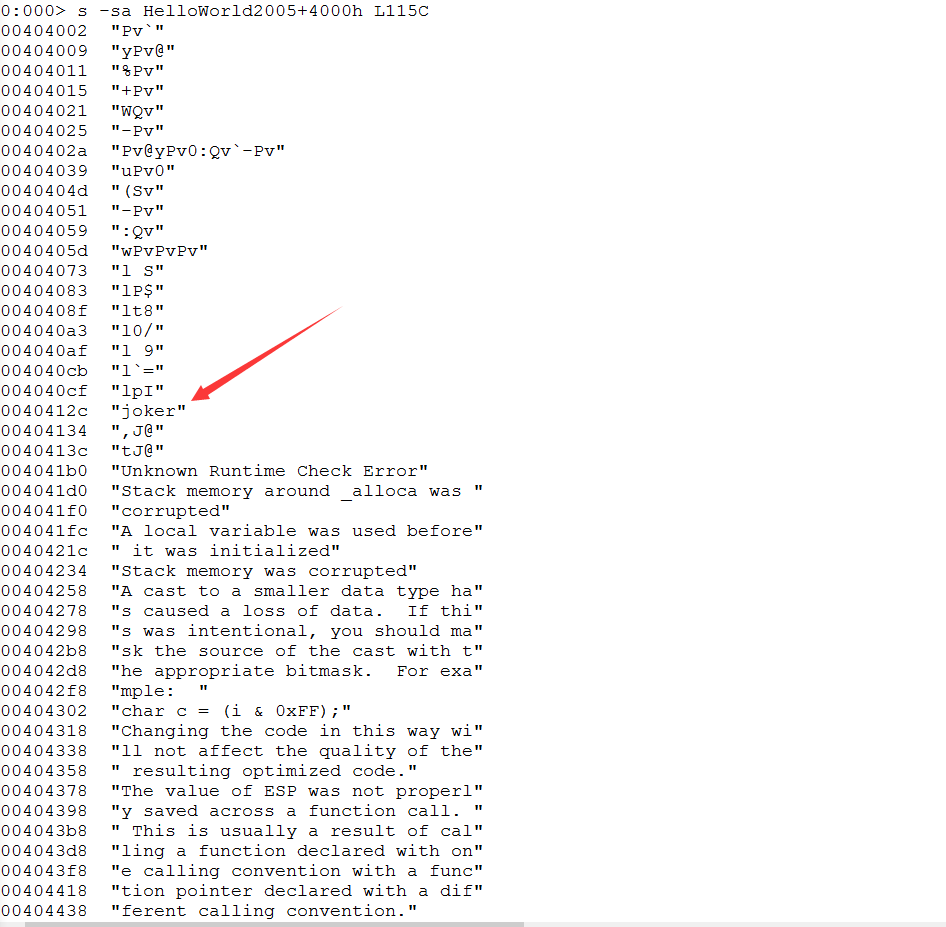 0:000> s -sa HelloWorld2005+4000h L115C
00404002  "Pv`"
00404009  "yPv@"
00404011  "%Pv"
00404015  "+Pv"
00404021  "WQv"
00404025  "-Pv"
0040402a  "Pv@yPv0:Qv`-Pv"
00404039  "uPv0"
0040404d  "(Sv"
00404051  "-Pv"
00404059  ":Qv"
0040405d  "wPvPvPv"
00404073  "l S"
00404083  "lP$"
0040408f  "lt8"
004040a3  "l0/"
004040af  "l 9"
004040cb  "l`="
004040cf  "lpI"
0040412c  "joker"
00404134  ",J@"
0040413c  "tJ@"
004041b0  "Unknown Runtime Check Error"
004041d0  "Stack memory around _alloca was "
004041f0  "corrupted"
004041fc  "A local variable was used before"
0040421c  " it was initialized"
00404234  "Stack memory was corrupted"
00404258  "A cast to a smaller data type ha"
00404278  "s caused a loss of data.  If thi"
00404298  "s was intentional, you should ma"
004042b8  "sk the source of the cast with t"
004042d8  "he appropriate bitmask.  For exa"
004042f8  "mple:  "
00404302  "char c = (i & 0xFF);"
00404318  "Changing the code in this way wi"
00404338  "ll not affect the quality of the"
00404358  " resulting optimized code."
00404378  "The value of ESP was not properl"
00404398  "y saved across a function call. "
004043b8  " This is usually a result of cal"
004043d8  "ling a function declared with on"
004043f8  "e calling convention with a func"
00404418  "tion pointer declared with a dif"
00404438  "ferent calling convention."